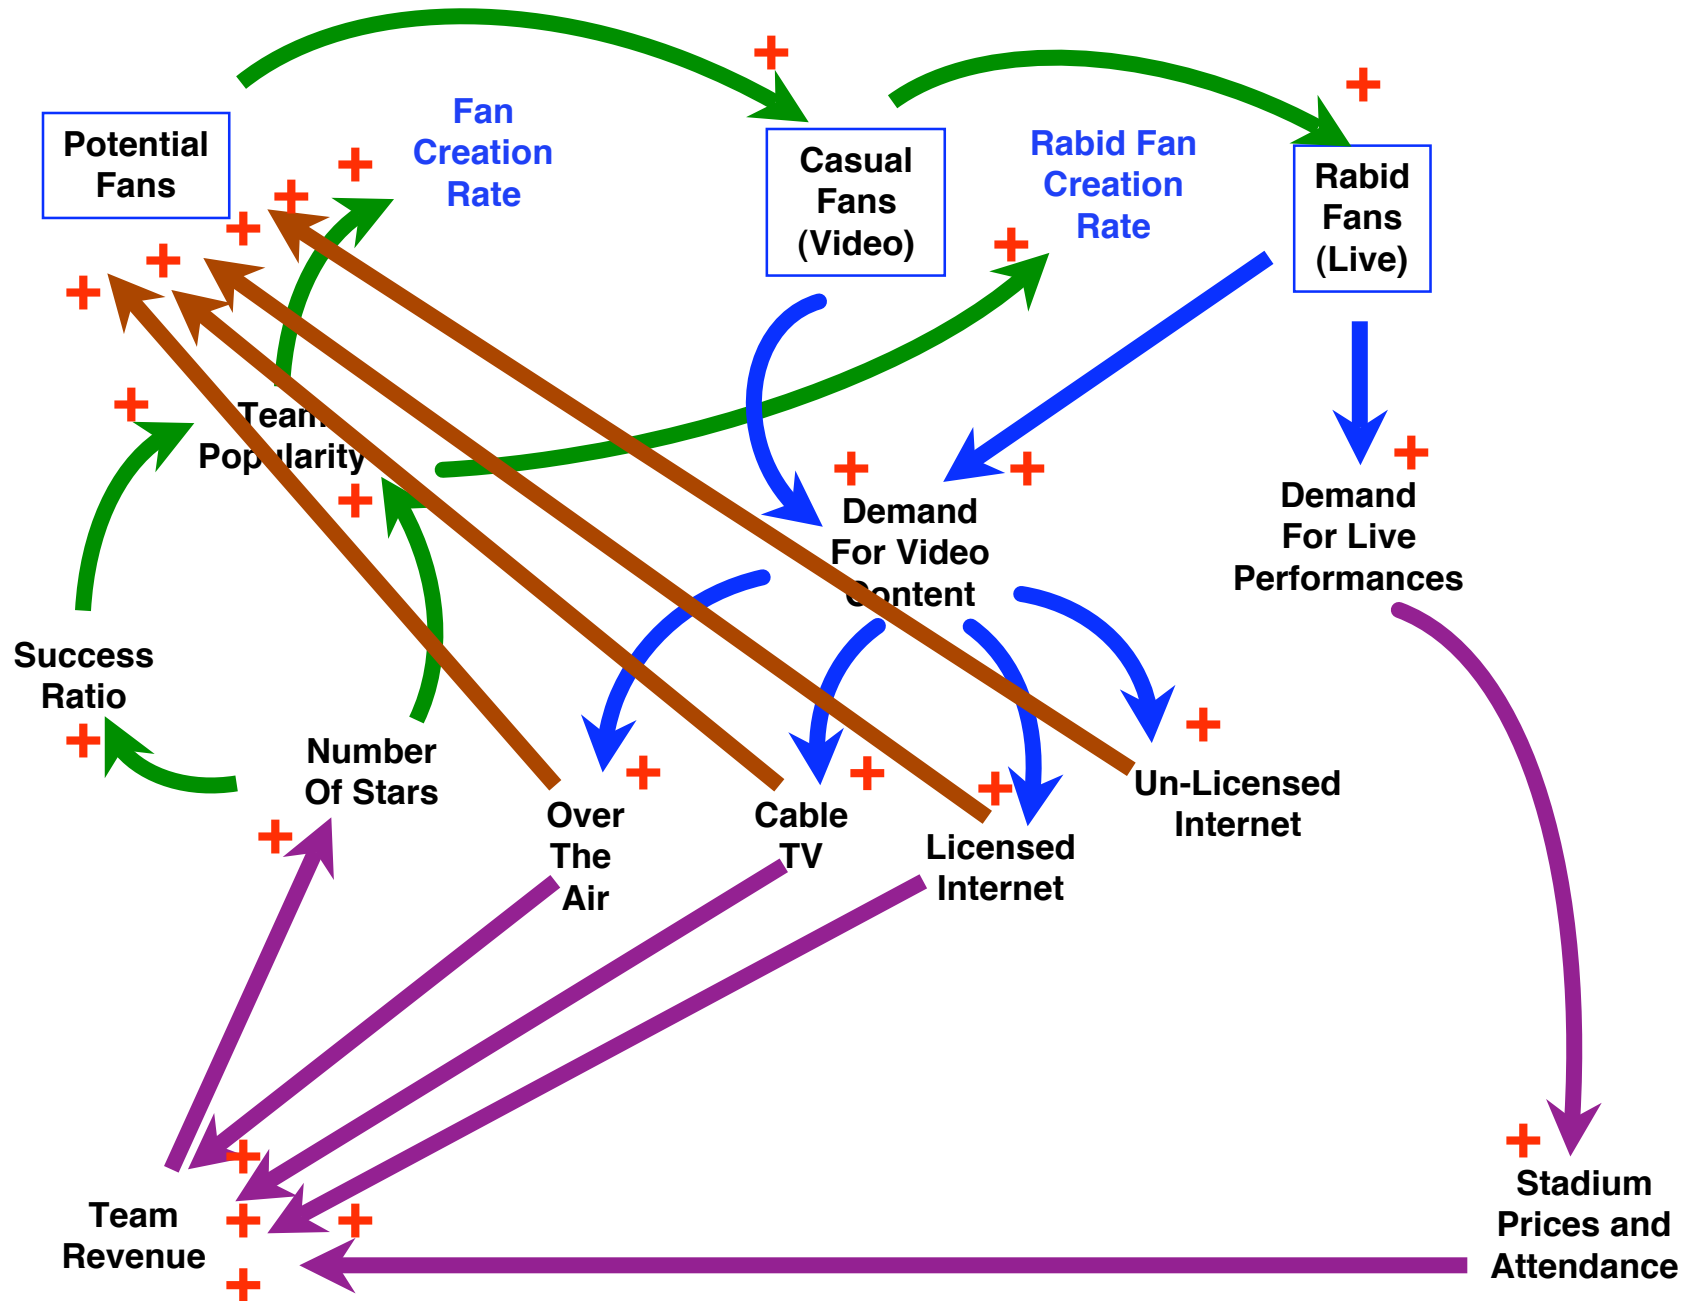 Potential
Fans
Fan
Creation
Rate
Casual
Fans
(Video)
Rabid Fan
Creation
Rate
Rabid
Fans
(Live)
Team
Popularity
Demand
For Video
Content
Demand
For Live
Performances
Success
Ratio
Number
Of Stars
Over
The
Air
Cable
TV
Licensed
Internet
Un-Licensed
Internet
Team
Revenue
Stadium
Prices and
Attendance